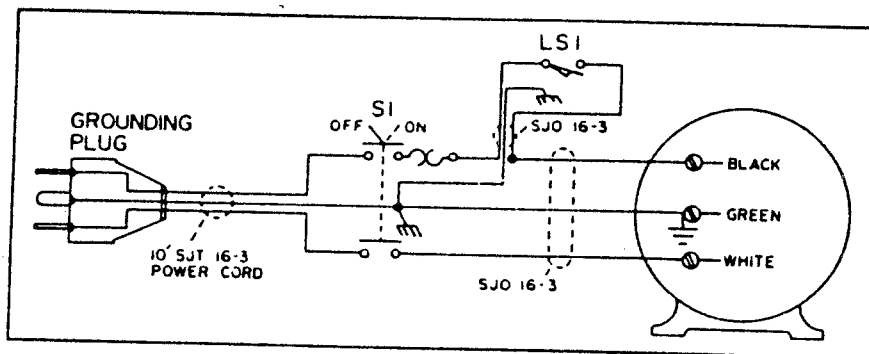 LS1
GROUNDING
PLUG
S1
OFF ON
SJO 16-3
BLACK
GREEN
WHITE
10' SJT 16-3
POWER CORD
SJO 16-3